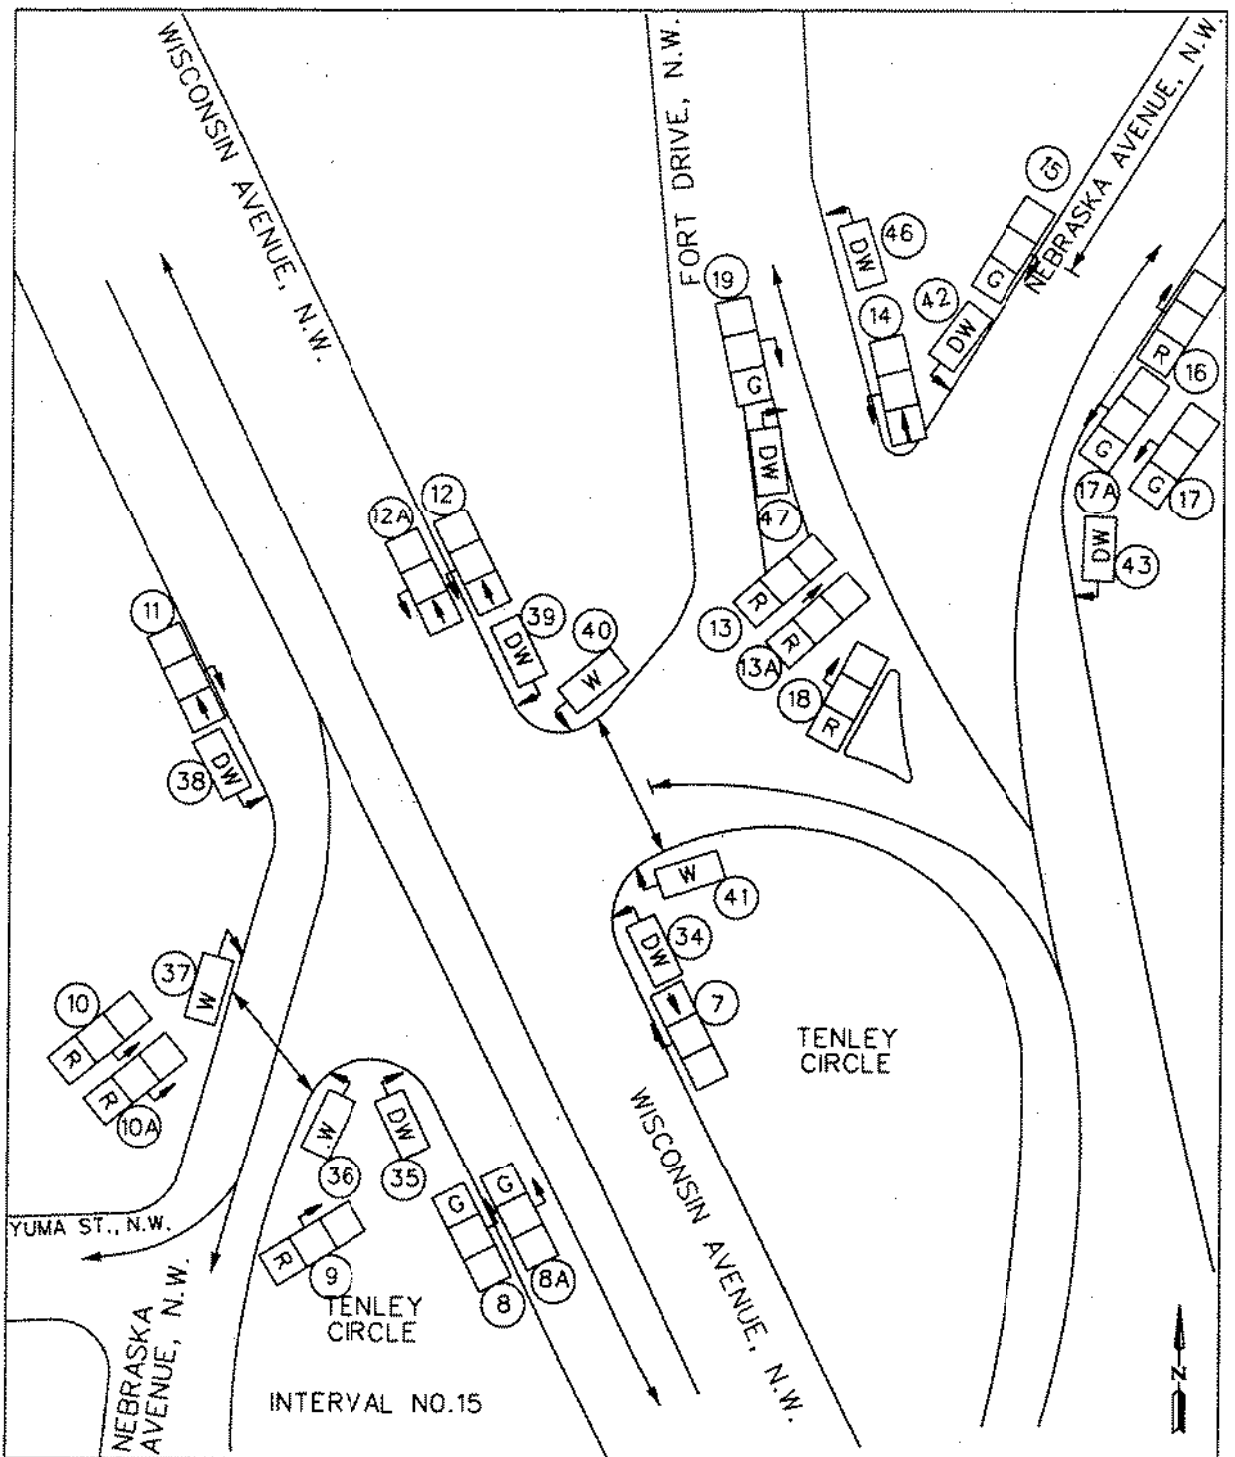 WISCONSIN AVENUE, N.W.
FORT DRIVE, N.W.
NEBRASKA AVENUE, N.W.
15
46
DW
G
19
42
14
DW
R
16
G
G
DW
17A
17
47
DW
43
12
12A
39
DW
40
W
11
13
R
13A
R
18
R
DW
38
W
41
34
DW
7
37
W
10
R
R
10A
TENLEY
CIRCLE
W
DW
36
35
G
G
YUMA ST., N.W.
R
9
8A
8
TENLEY
CIRCLE
WISCONSIN AVENUE, N.W.
NEBRASKA
AVENUE, N.W.
INTERVAL NO.15
N